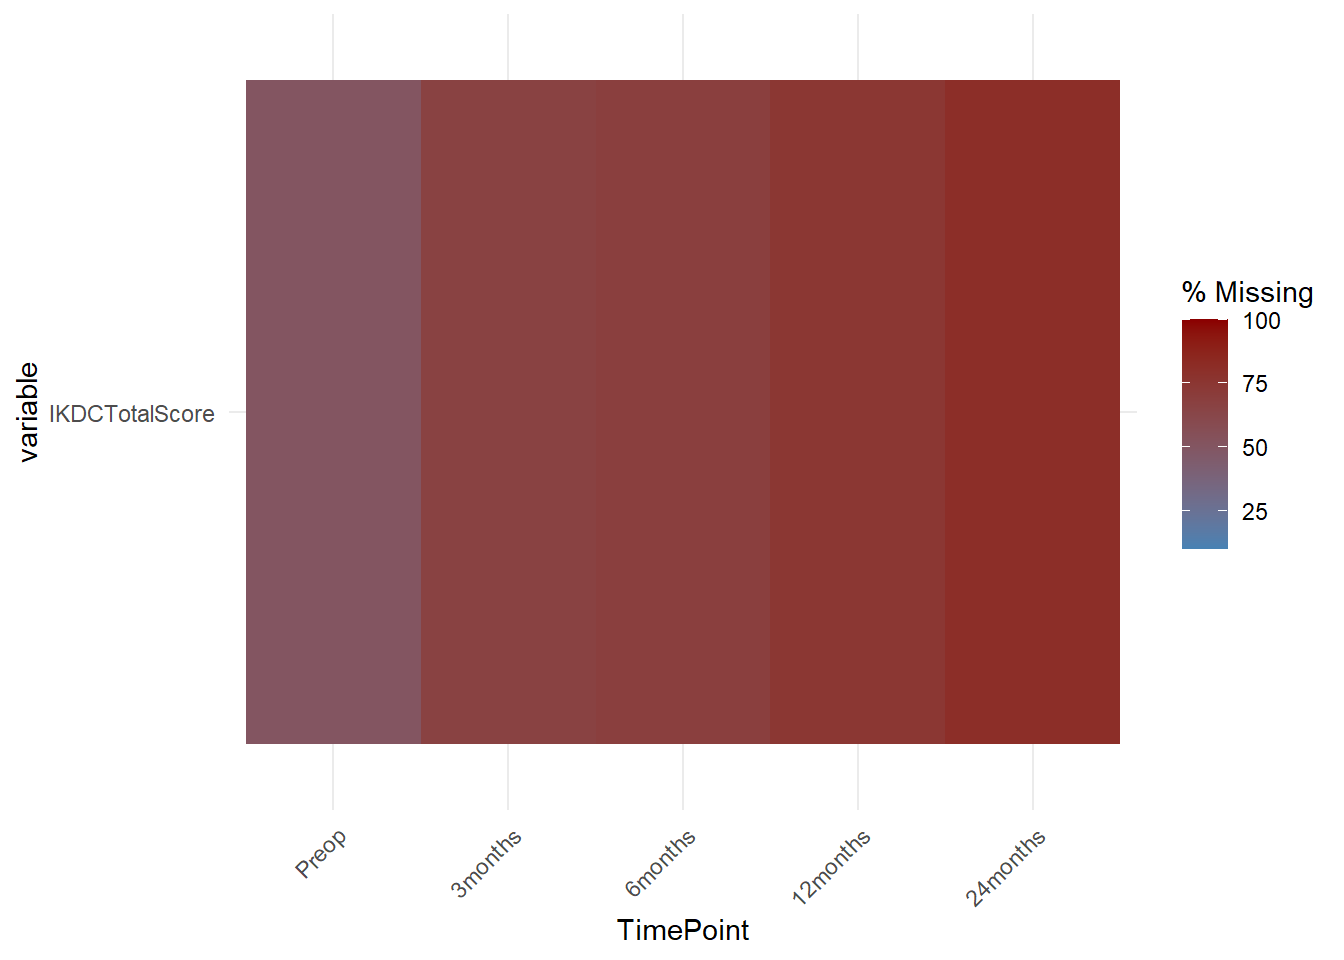 % Missing
100
75
50
25
variable
IKDCTotalScore
Preop
3months
6months
12months
24months
TimePoint